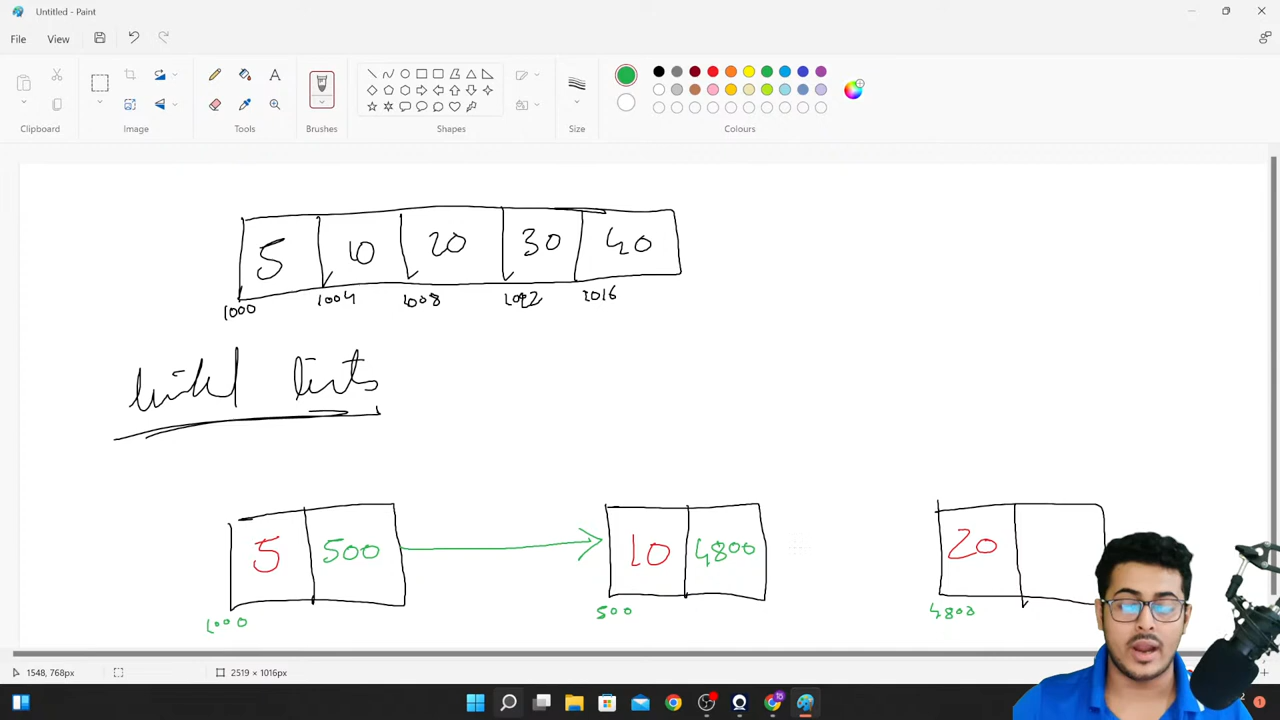 Untitled - Paint
File View
Clipboard Image Tools Brushes Shapes Size Colours
5 10 20 30 40
1000 1004 1008 1012 1016
linked lists
5 500 10 4800 20
1000 500 4800
1548, 768px 2519 × 1016px